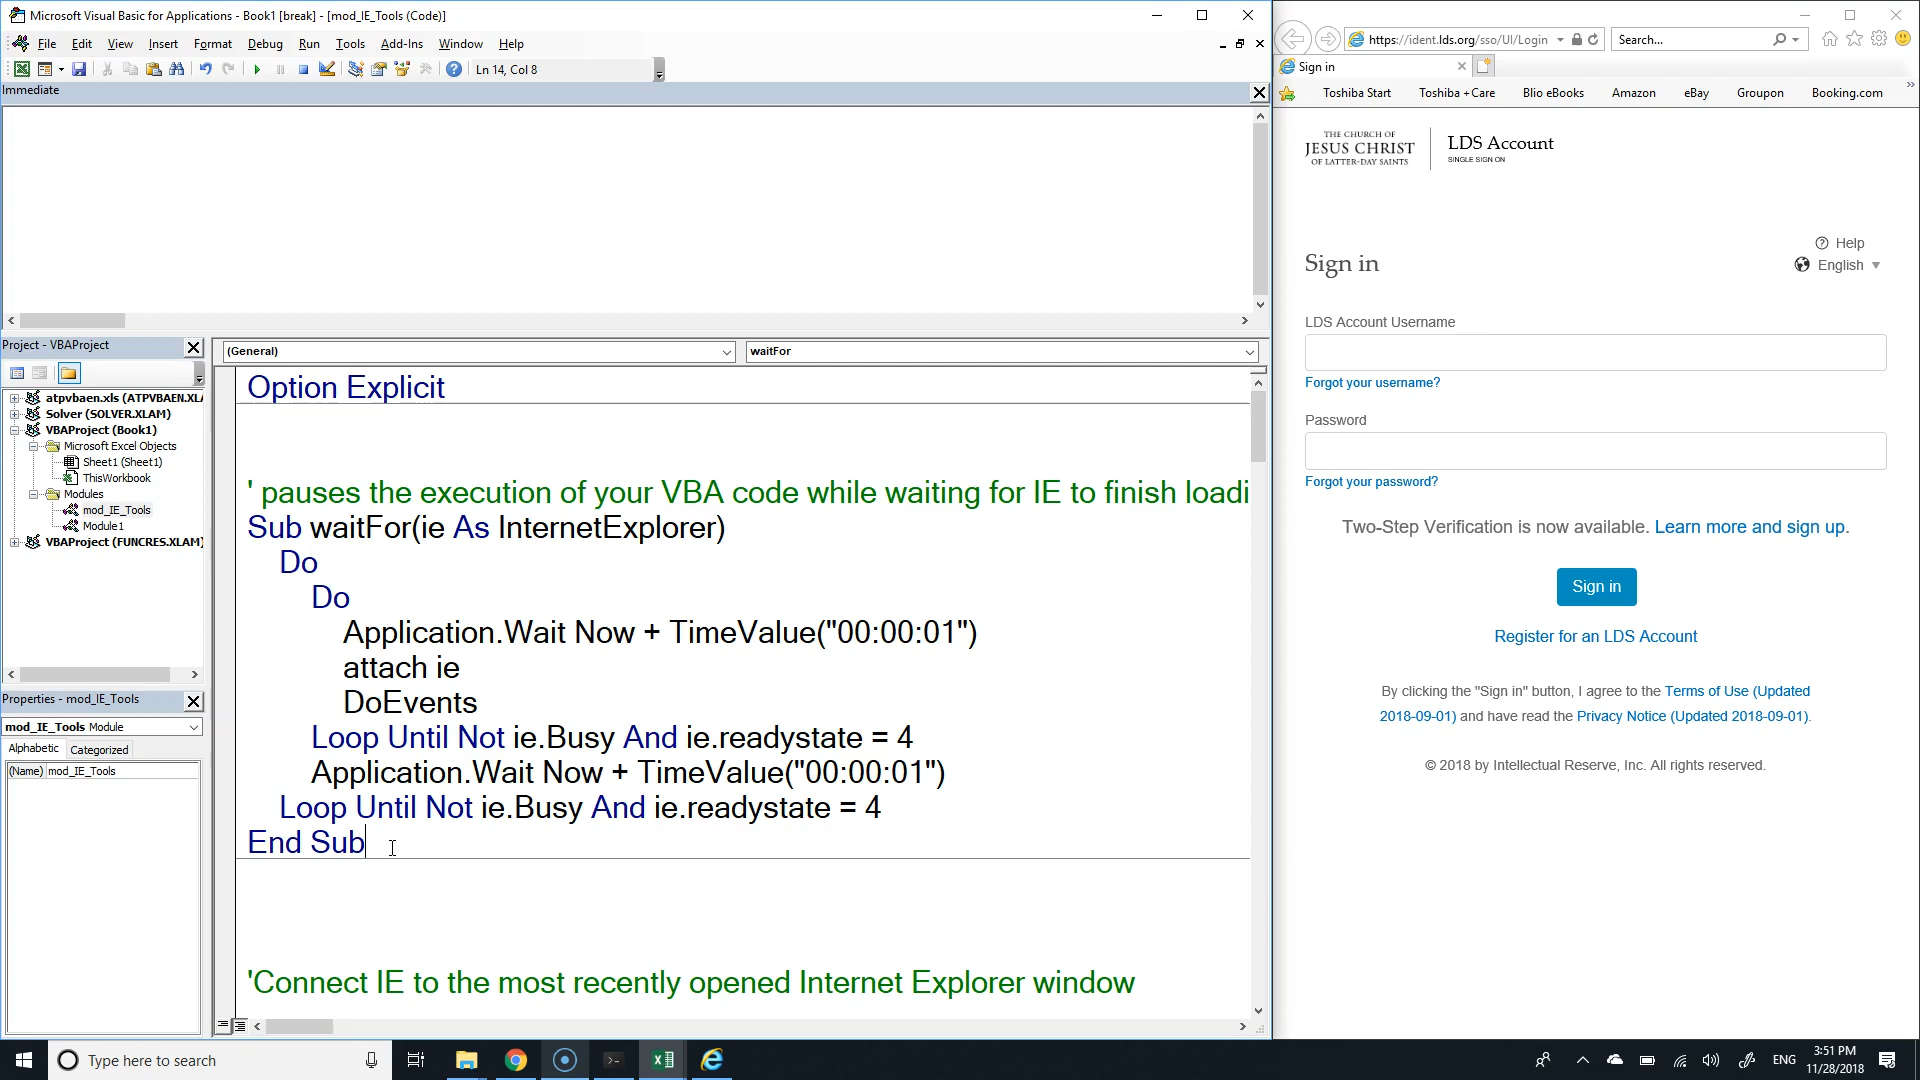 Microsoft Visual Basic for Applications - Book1 [break] - [mod_IE_Tools (Code)]
File Edit View Insert Format Debug Run Tools Add-Ins Window Help
Ln 14, Col 8
Immediate
Project - VBAProject
atpvbaen.xls (ATPVBAEN.XLA
Solver (SOLVER.XLAM)
VBAProject (Book1)
Microsoft Excel Objects
Sheet1 (Sheet1)
ThisWorkbook
Modules
mod_IE_Tools
Module1
VBAProject (FUNCRES.XLAM)
Properties - mod_IE_Tools
mod_IE_Tools Module
Alphabetic Categorized
(Name) mod_IE_Tools
(General) waitFor
Option Explicit
' pauses the execution of your VBA code while waiting for IE to finish loadi
Sub waitFor(ie As InternetExplorer)
Do
Do
Application.Wait Now + TimeValue("00:00:01")
attach ie
DoEvents
Loop Until Not ie.Busy And ie.readystate = 4
Application.Wait Now + TimeValue("00:00:01")
Loop Until Not ie.Busy And ie.readystate = 4
End Sub
'Connect IE to the most recently opened Internet Explorer window
https://ident.lds.org/sso/UI/Login Search...
Sign in
Toshiba Start Toshiba + Care Blio eBooks Amazon eBay Groupon Booking.com
THE CHURCH OF
JESUS CHRIST
OF LATTER-DAY SAINTS
LDS Account
SINGLE SIGN ON
Help
Sign in
English
LDS Account Username
Forgot your username?
Password
Forgot your password?
Two-Step Verification is now available. Learn more and sign up.
Sign in
Register for an LDS Account
By clicking the "Sign in" button, I agree to the Terms of Use (Updated
2018-09-01) and have read the Privacy Notice (Updated 2018-09-01).
© 2018 by Intellectual Reserve, Inc. All rights reserved.
Type here to search
ENG
3:51 PM
11/28/2018